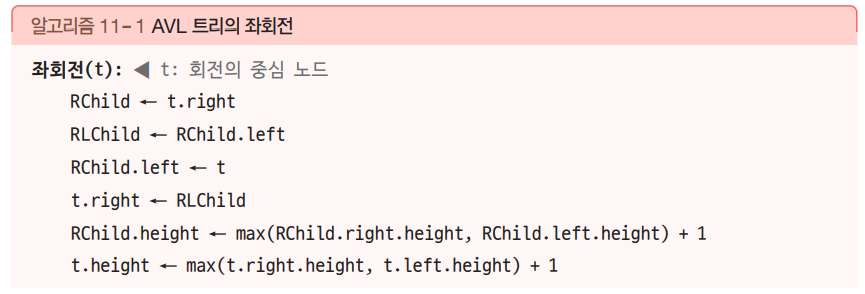 알고리즘 11-1 AVL 트리의 좌회전
좌회전(t): ◀ t: 회전의 중심 노드
RChild ← t.right
RLChild ← RChild.left
RChild.left ← t
t.right ← RLChild
RChild.height ← max(RChild.right.height, RChild.left.height) + 1
t.height ← max(t.right.height, t.left.height) + 1